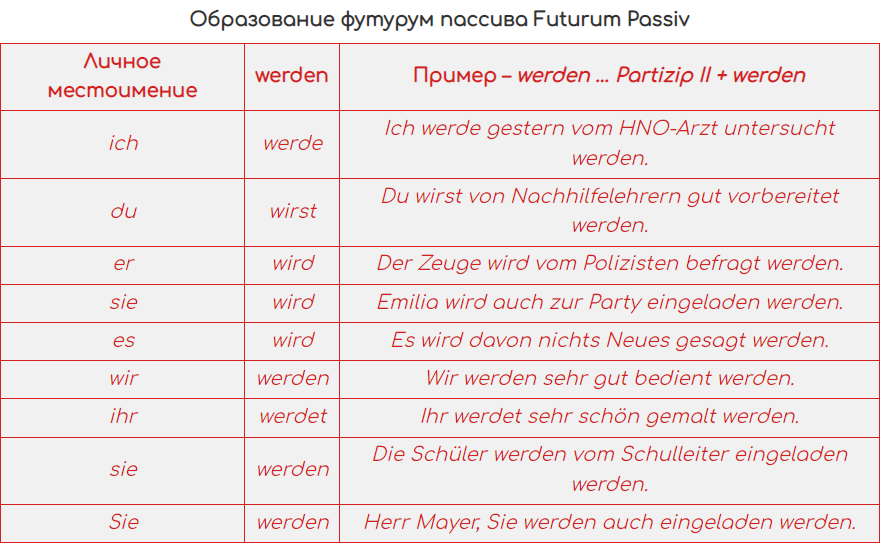 Образование футурум пассива Futurum Passiv
Личное местоимение
werden
Пример – werden ... Partizip II + werden
ich
werde
Ich werde gestern vom HNO-Arzt untersucht
werden.
du
wirst
Du wirst von Nachhilfelehrern gut vorbereitet
werden.
er
wird
Der Zeuge wird vom Polizisten befragt werden.
sie
wird
Emilia wird auch zur Party eingeladen werden.
es
wird
Es wird davon nichts Neues gesagt werden.
wir
werden
Wir werden sehr gut bedient werden.
ihr
werdet
Ihr werdet sehr schön gemalt werden.
sie
werden
Die Schüler werden vom Schulleiter eingeladen
werden.
Sie
werden
Herr Mayer, Sie werden auch eingeladen werden.